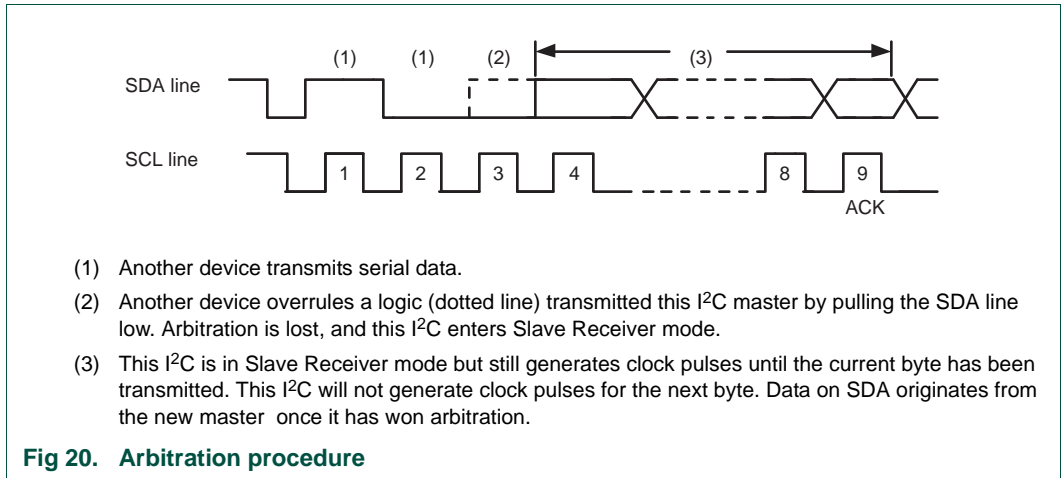 (1) (1) (2) (3)
SDA line
SCL line
1 2 3 4 8 9
ACK
(1) Another device transmits serial data.
(2) Another device overrules a logic (dotted line) transmitted this I2C master by pulling the SDA line
low. Arbitration is lost, and this I2C enters Slave Receiver mode.
(3) This I2C is in Slave Receiver mode but still generates clock pulses until the current byte has been
transmitted. This I2C will not generate clock pulses for the next byte. Data on SDA originates from
the new master once it has won arbitration.
Fig 20. Arbitration procedure